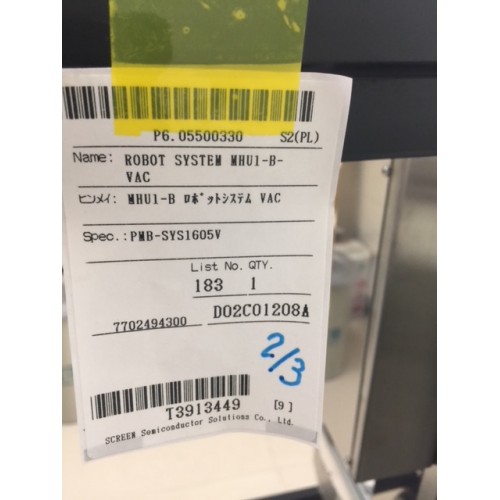 P6.05500330 S2(PL)
Name: ROBOT SYSTEM MHU1-B-
VAC
ヒンメイ: MHU1-B ロボットシステム VAC
Spec.:PMB-SYS1605V
List No. QTY.
183 1
7702494300 D02C01208A
2/3
T3913449 [9]
SCREEN Semiconductor Solutions Co., Ltd.